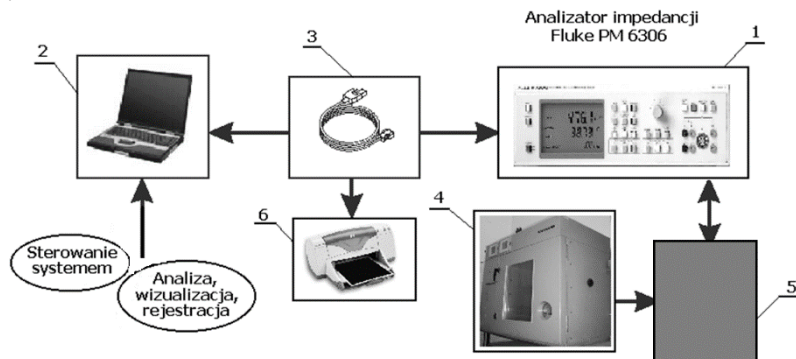 Analizator impedancji
Fluke PM 6306
1
2
3
4
5
6
Sterowanie
systemem
Analiza,
wizualizacja,
rejestracja